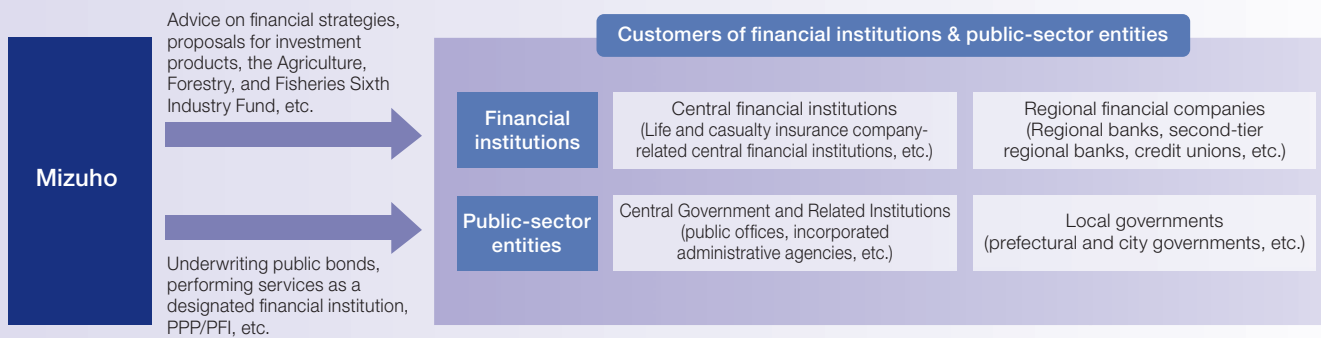 Mizuho
Advice on financial strategies,
proposals for investment
products, the Agriculture,
Forestry, and Fisheries Sixth
Industry Fund, etc.
Underwriting public bonds,
performing services as a
designated financial institution,
PPP/PFI, etc.
Customers of financial institutions & public-sector entities
Financial
institutions
Central financial institutions
(Life and casualty insurance company-
related central financial institutions, etc.)
Regional financial companies
(Regional banks, second-tier
regional banks, credit unions, etc.)
Public-sector
entities
Central Government and Related Institutions
(public offices, incorporated
administrative agencies, etc.)
Local governments
(prefectural and city governments, etc.)